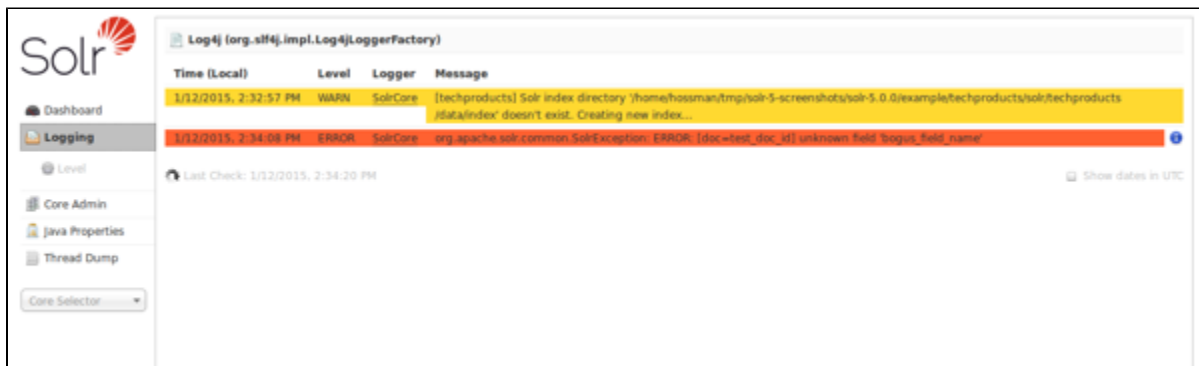 Solr
Dashboard
Logging
Level
Core Admin
Java Properties
Thread Dump
Core Selector
Log4j (org.slf4j.impl.Log4jLoggerFactory)
Time (Local) Level Logger Message
1/12/2015, 2:32:57 PM WARN SolrCore [techproducts] Solr index directory '/home/hossman/tmp/solr-5-screenshots/solr-5.0.0/example/techproducts/solr/techproducts
/data/index' doesn't exist. Creating new index...
1/12/2015, 2:34:08 PM ERROR SolrCore org.apache.solr.common.SolrException: ERROR: [doc=test_doc_id] unknown field 'bogus_field_name'
Last Check: 1/12/2015, 2:34:20 PM
Show dates in UTC